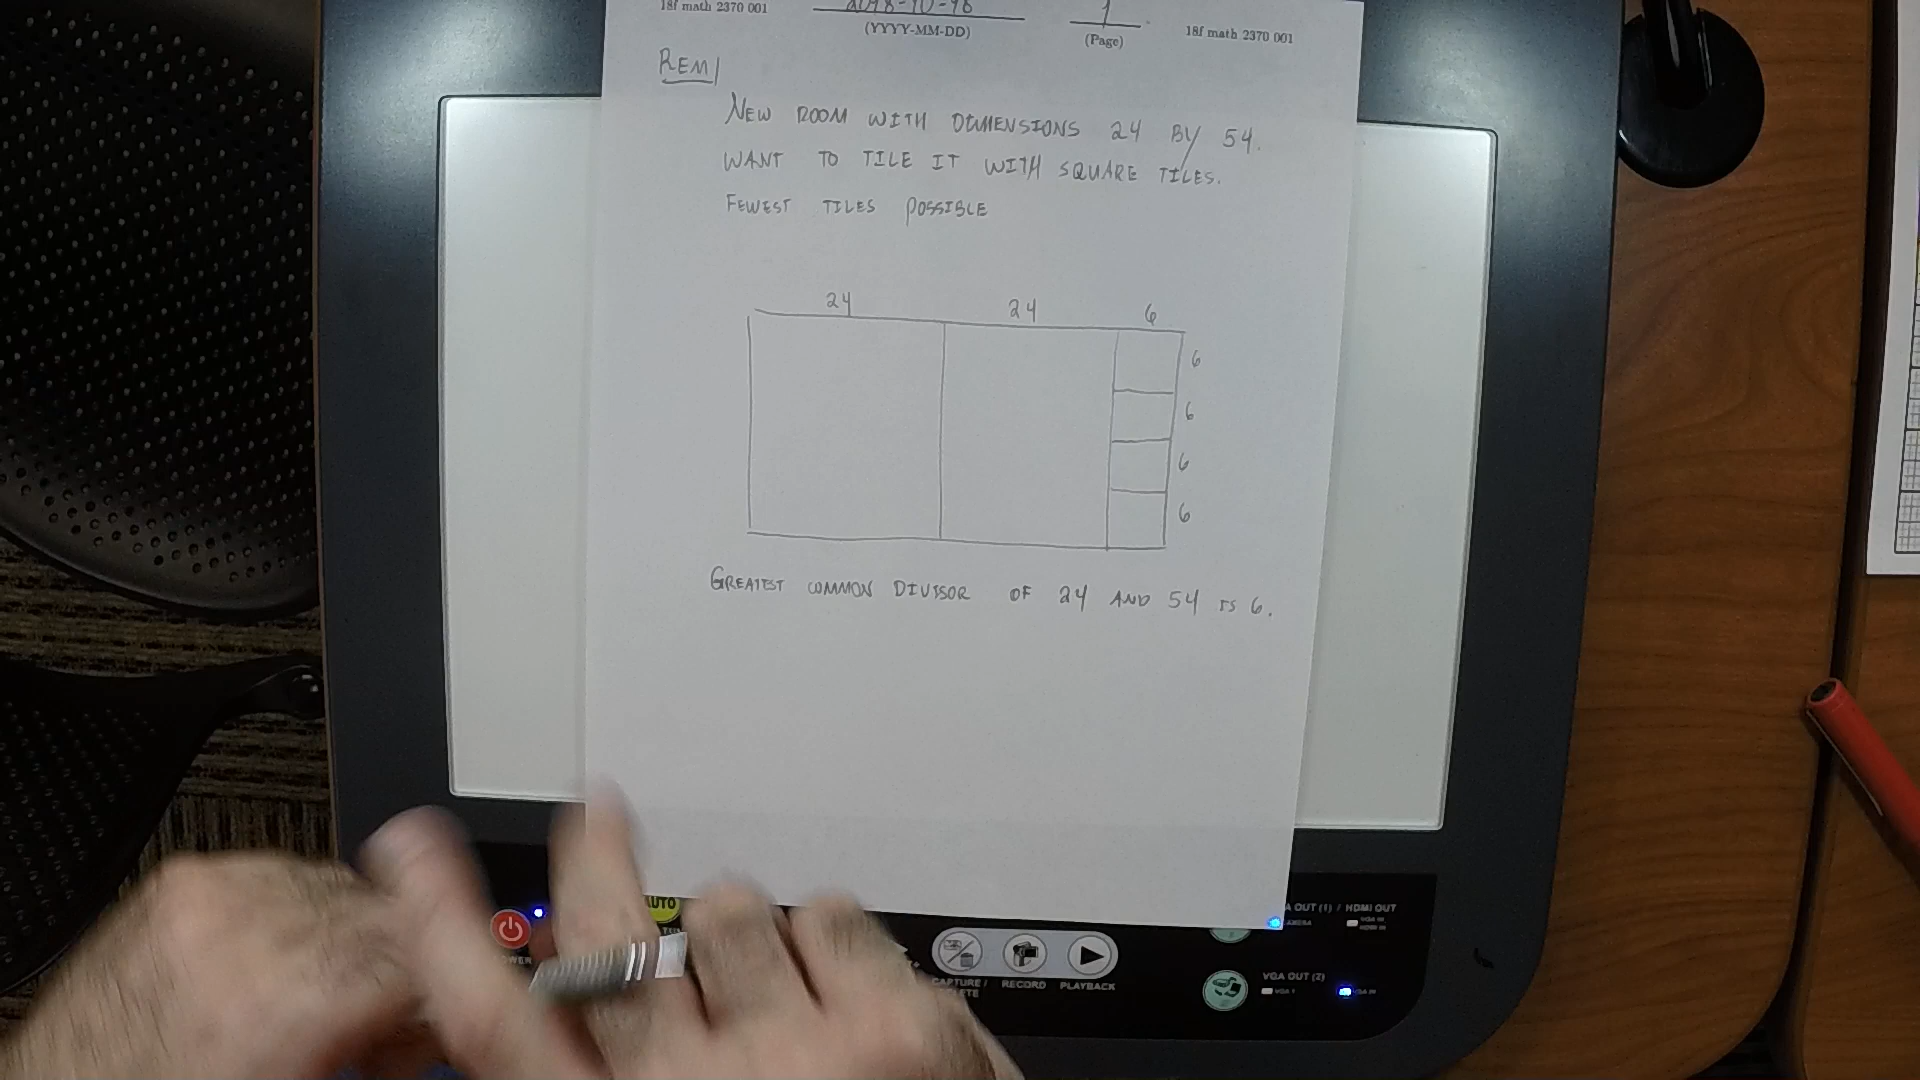 18f math 2370 001
(YYYY-MM-DD)
1
(Page)
18f math 2370 001
REM
NEW ROOM WITH DIMENSIONS 24 BY 54.
WANT TO TILE IT WITH SQUARE TILES.
FEWEST TILES POSSIBLE
24 24 6
6
6
6
6
GREATEST COMMON DIVISOR OF 24 AND 54 IS 6.
AUTO
CAPTURE /
RECORD
PLAYBACK
OUT (1) / HDMI OUT
VGA OUT (2)